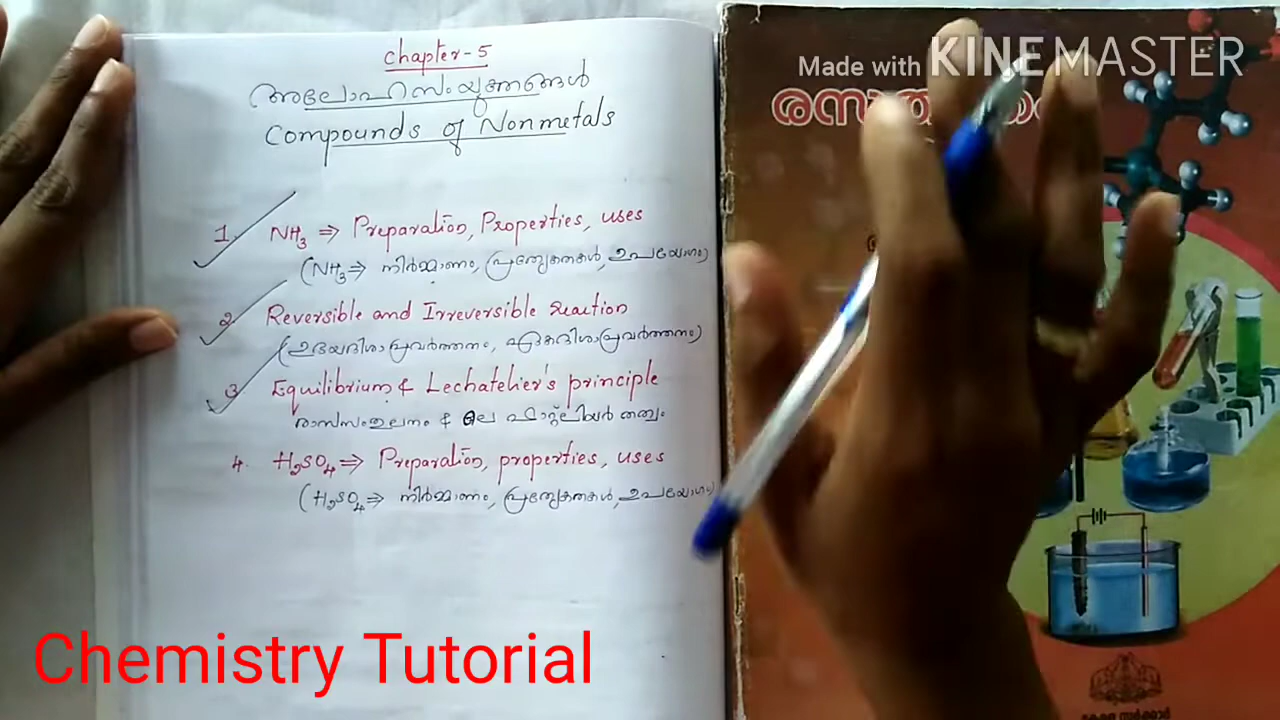 Chapter-5
അലോഹസംയുക്തങ്ങൾ
Compounds of Nonmetals
1. NH₃ ⇒ Preparation, Properties, uses
(NH₃ ⇒ നിർമ്മാണം, പ്രത്യേകതകൾ, ഉപയോഗം)
2. Reversible and Irreversible reaction
(ഉഭയദിശാപ്രവർത്തനം, ഏകദിശാപ്രവർത്തനം)
3 Equilibrium & Lechatelier's principle
രാസസംതുലനം & ലെ ഷാറ്റ്ലിയർ തത്വം
4. H₂SO₄ ⇒ Preparation, properties, uses
(H₂SO₄ ⇒ നിർമ്മാണം, പ്രത്യേകതകൾ, ഉപയോഗം)
Chemistry Tutorial
Made with KINEMASTER
കേരള സർക്കാർ